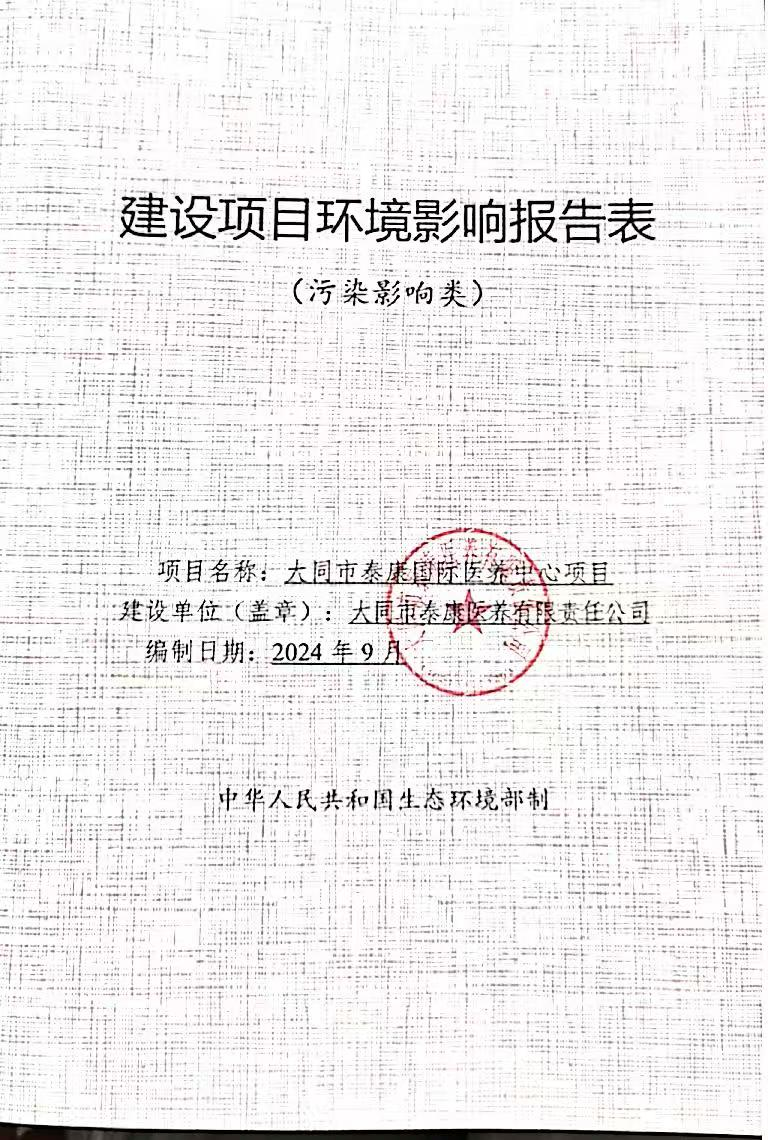 建设项目环境影响报告表
（污染影响类）
项目名称：大同市泰康国际医养中心项目
建设单位（盖章）：大同市泰康医养有限责任公司
编制日期：2024 年 9 月
中华人民共和国生态环境部制